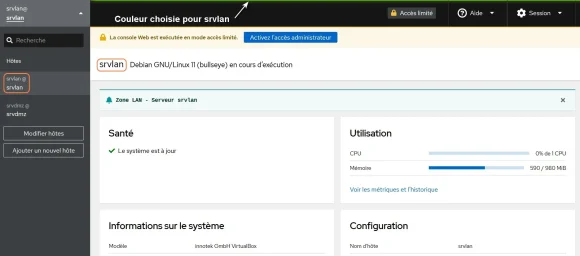 srvlan@
srvlan
Couleur choisie pour srvlan
Accès limité
Aide
Session
Recherche
La console Web est exécutée en mode accès limité.
Activez l'accès administrateur
Hôtes
srvlan @
srvlan
srvdmz @
srvdmz
Modifier hôtes
Ajouter un nouvel hôte
srvlan Debian GNU/Linux 11 (bullseye) en cours d'exécution
Zone LAN - Serveur srvlan
Santé
Le système est à jour
Utilisation
CPU 0% de 1 CPU
Mémoire 590 / 980 MiB
Voir les métriques et l'historique
Informations sur le système
Modèle innotek GmbH VirtualBox
Configuration
Nom d'hôte srvlan